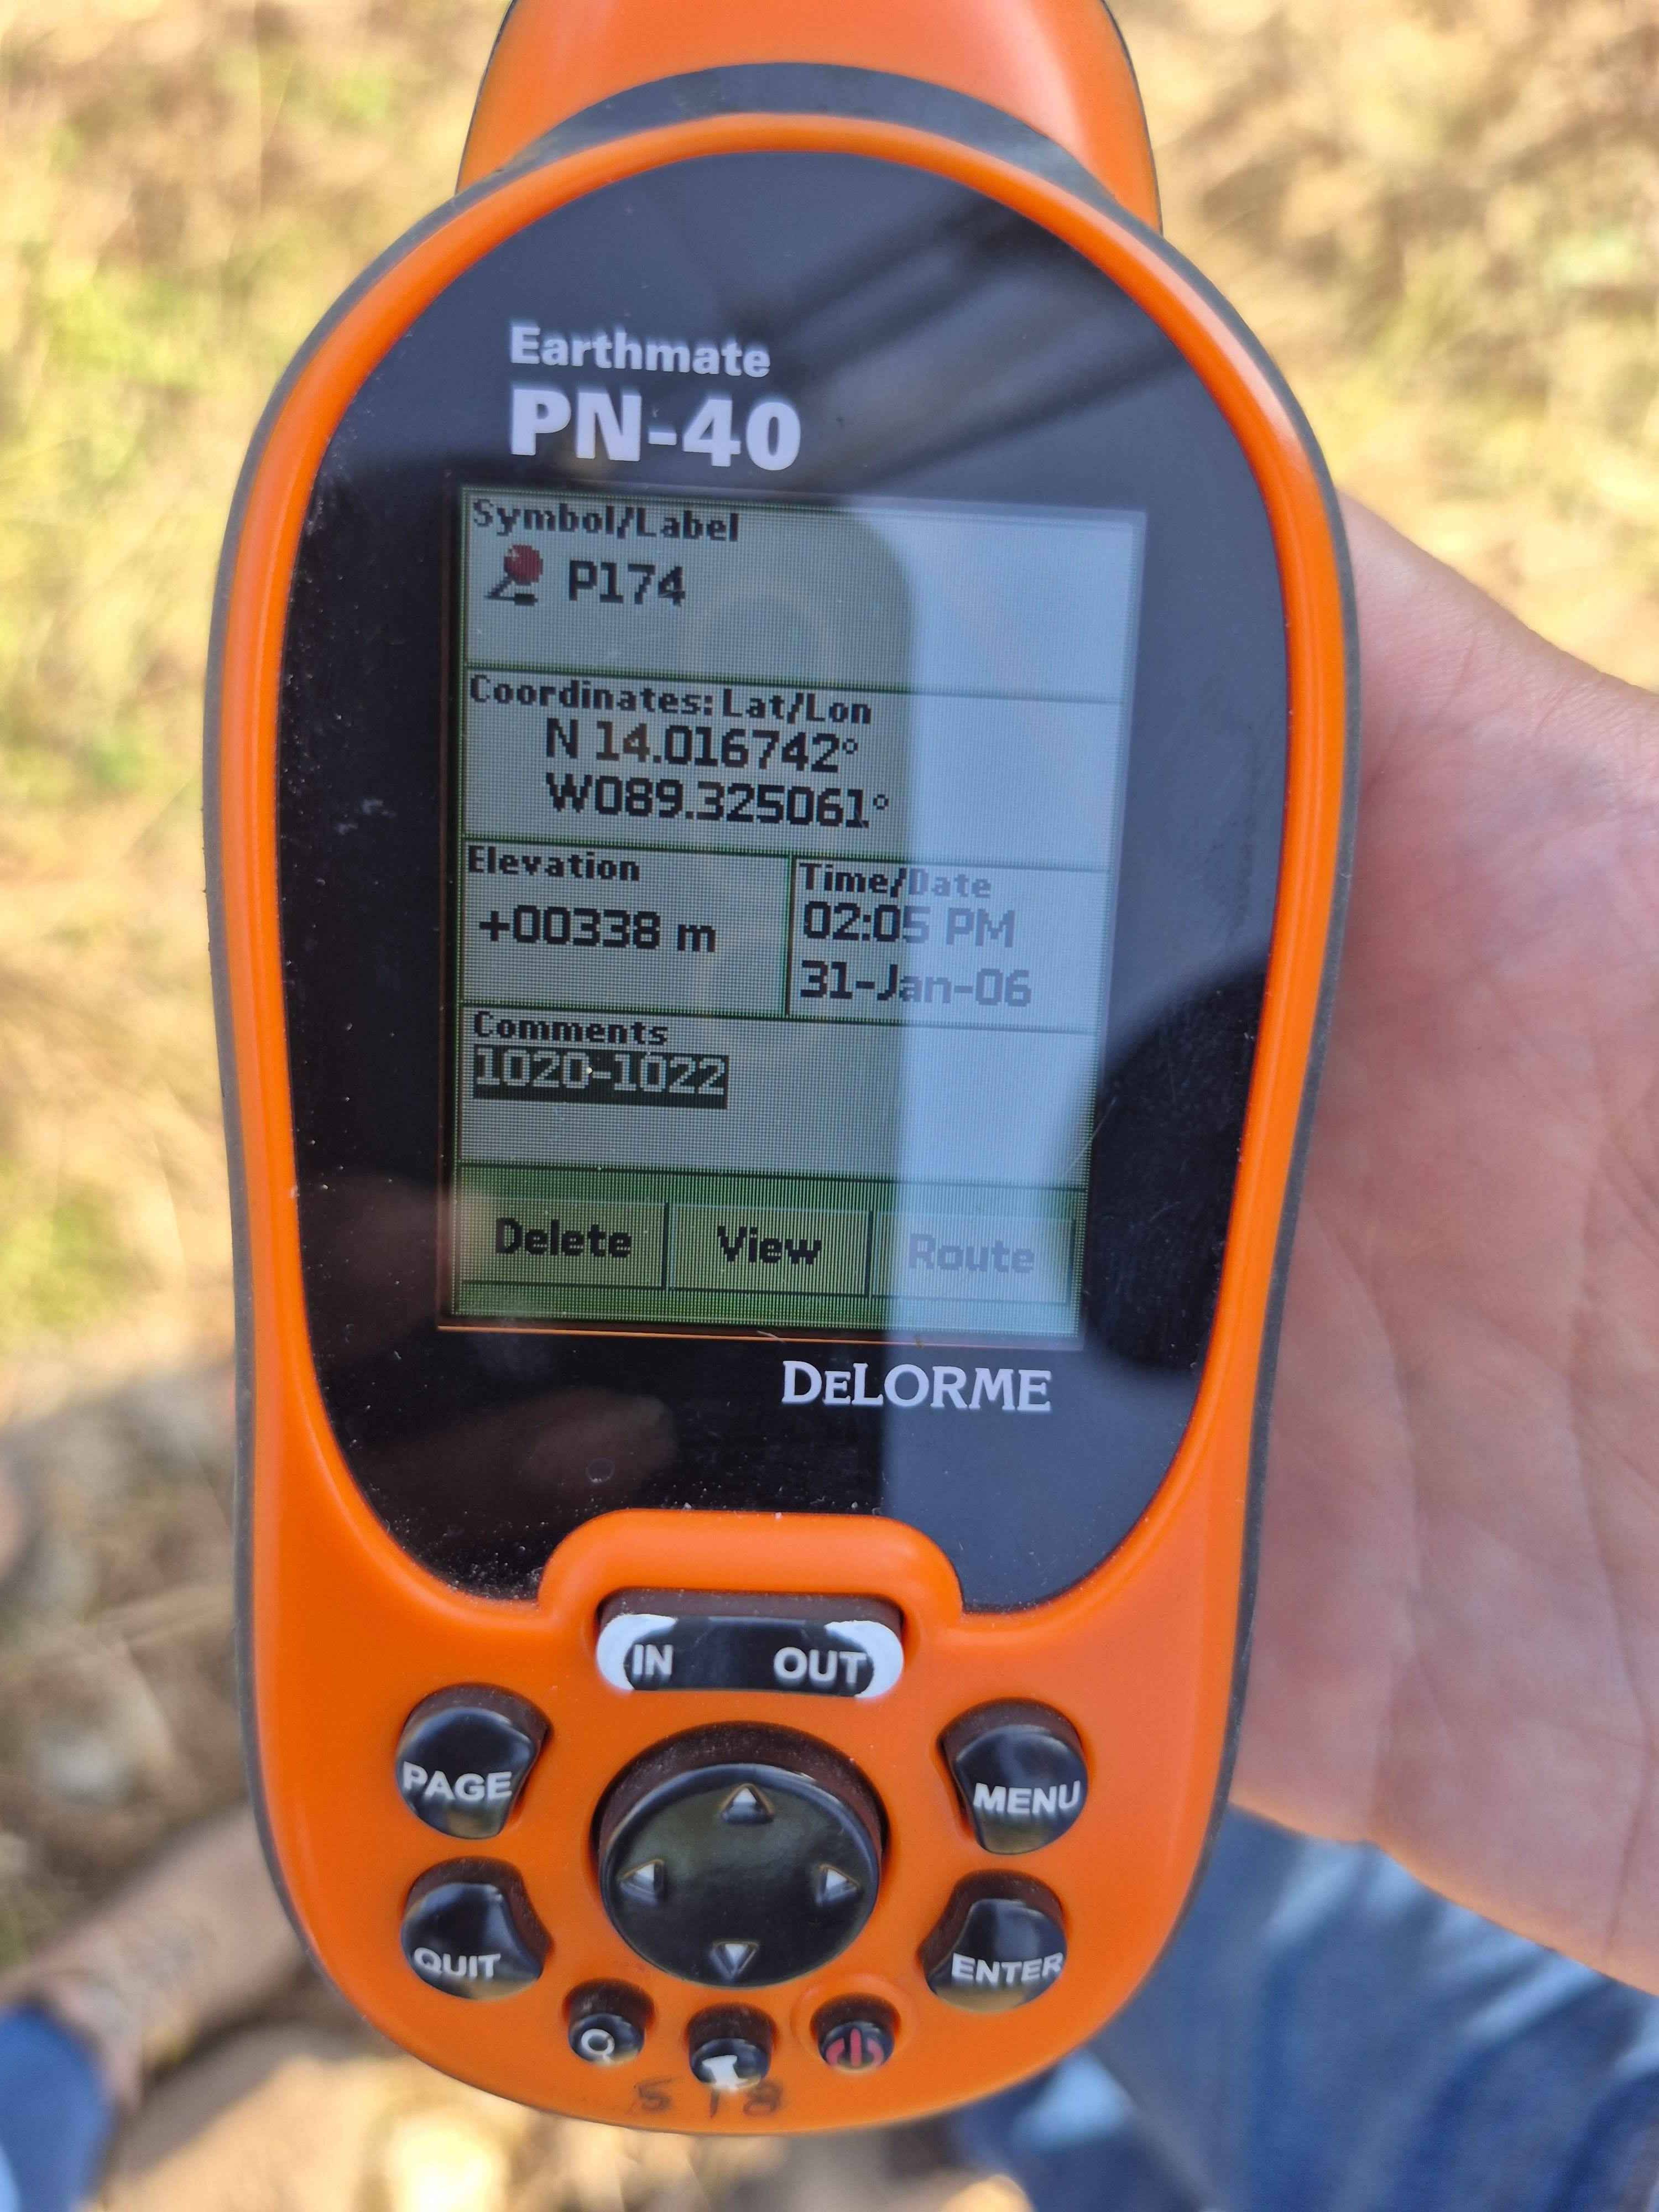 Earthmate
PN-40
Symbol/Label
P174
Coordinates: Lat/Lon
N 14.016742°
W089.325061°
Elevation
+00338 m
Time/Date
02:05 PM
31-Jan-06
Comments
1020-1022
Delete View Route
DELORME
IN OUT
PAGE MENU
QUIT ENTER
518